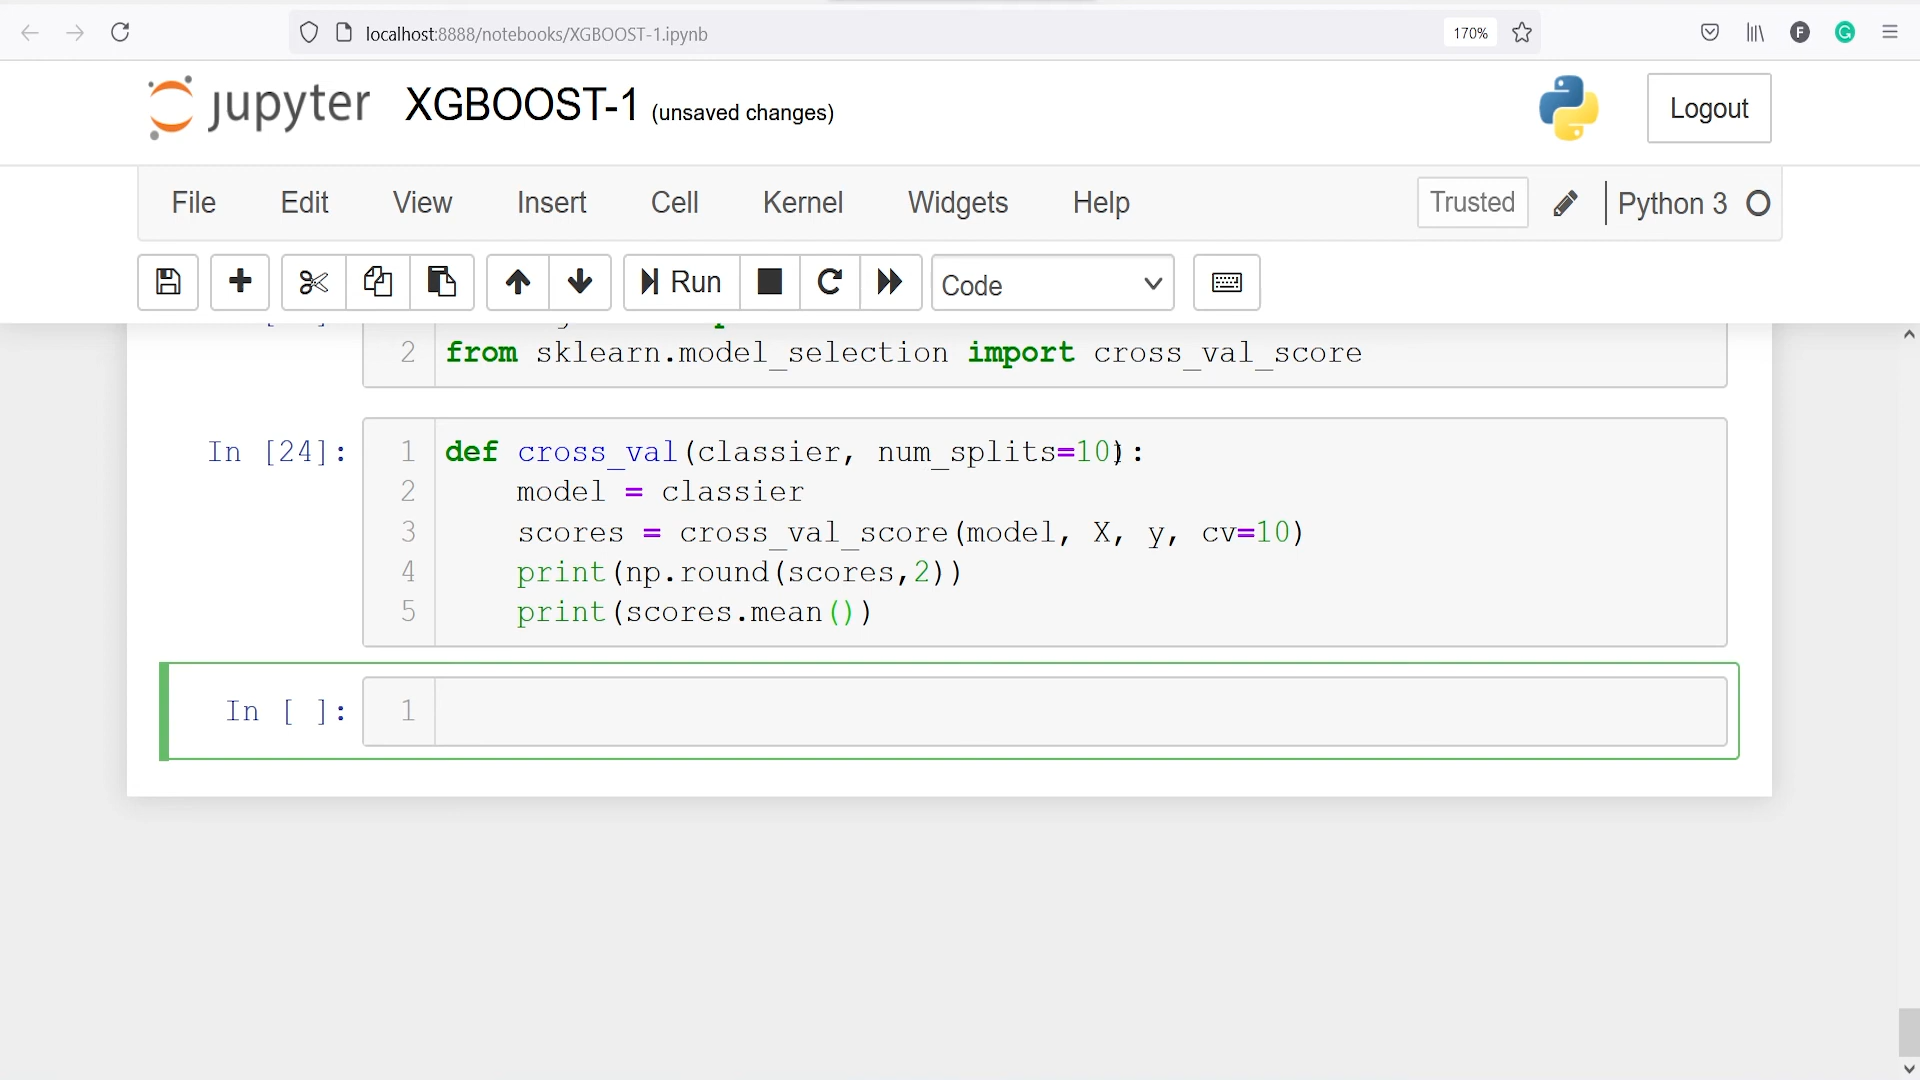 localhost:8888/notebooks/XGBOOST-1.ipynb
170%
F
G
jupyter XGBOOST-1 (unsaved changes)
Logout
File Edit View Insert Cell Kernel Widgets Help
Trusted
Python 3
Run
Code
2 from sklearn.model_selection import cross_val_score
In [24]:
1 def cross_val(classier, num_splits=10):
2     model = classier
3     scores = cross_val_score(model, X, y, cv=10)
4     print(np.round(scores,2))
5     print(scores.mean())
In [ ]: 1